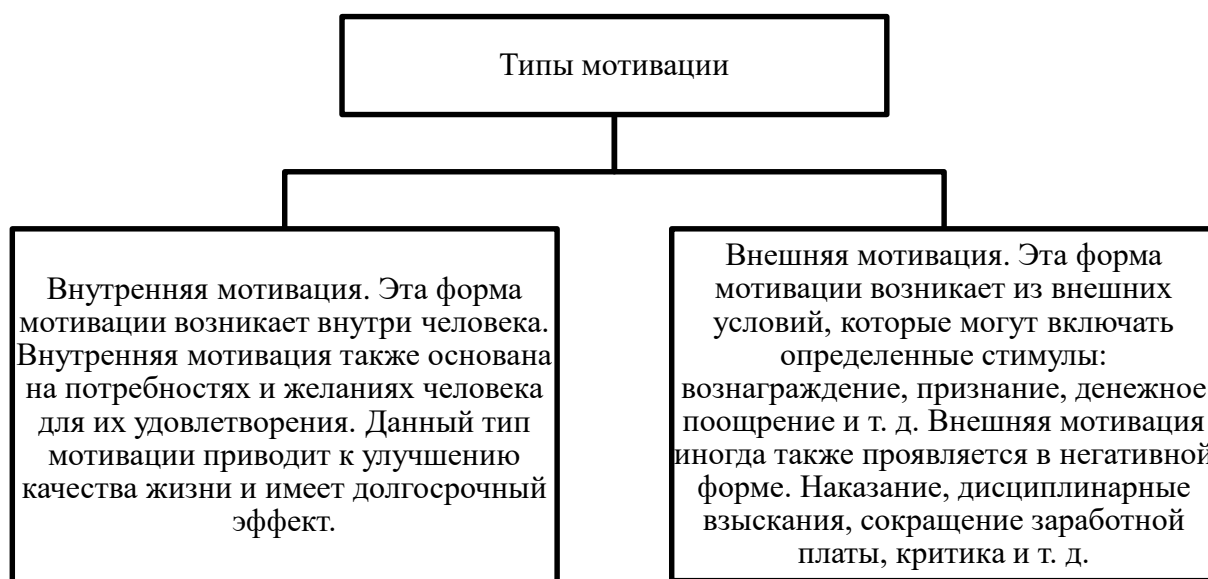 Типы мотивации
Внутренняя мотивация. Эта форма
мотивации возникает внутри человека.
Внутренняя мотивация также основана
на потребностях и желаниях человека
для их удовлетворения. Данный тип
мотивации приводит к улучшению
качества жизни и имеет долгосрочный
эффект.
Внешняя мотивация. Эта форма
мотивации возникает из внешних
условий, которые могут включать
определенные стимулы:
вознаграждение, признание, денежное
поощрение и т. д. Внешняя мотивация
иногда также проявляется в негативной
форме. Наказание, дисциплинарные
взыскания, сокращение заработной
платы, критика и т. д.